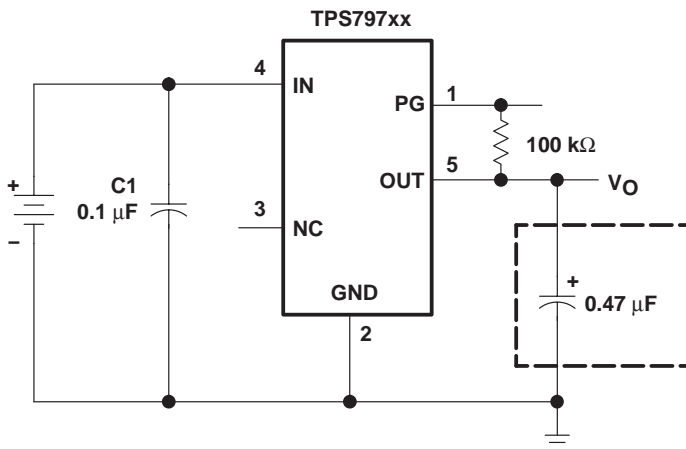 TPS797xx
4
IN
PG
1
100 kΩ
5
OUT
VO
+
C1
0.1 μF
3
NC
−
GND
2
+
0.47 μF